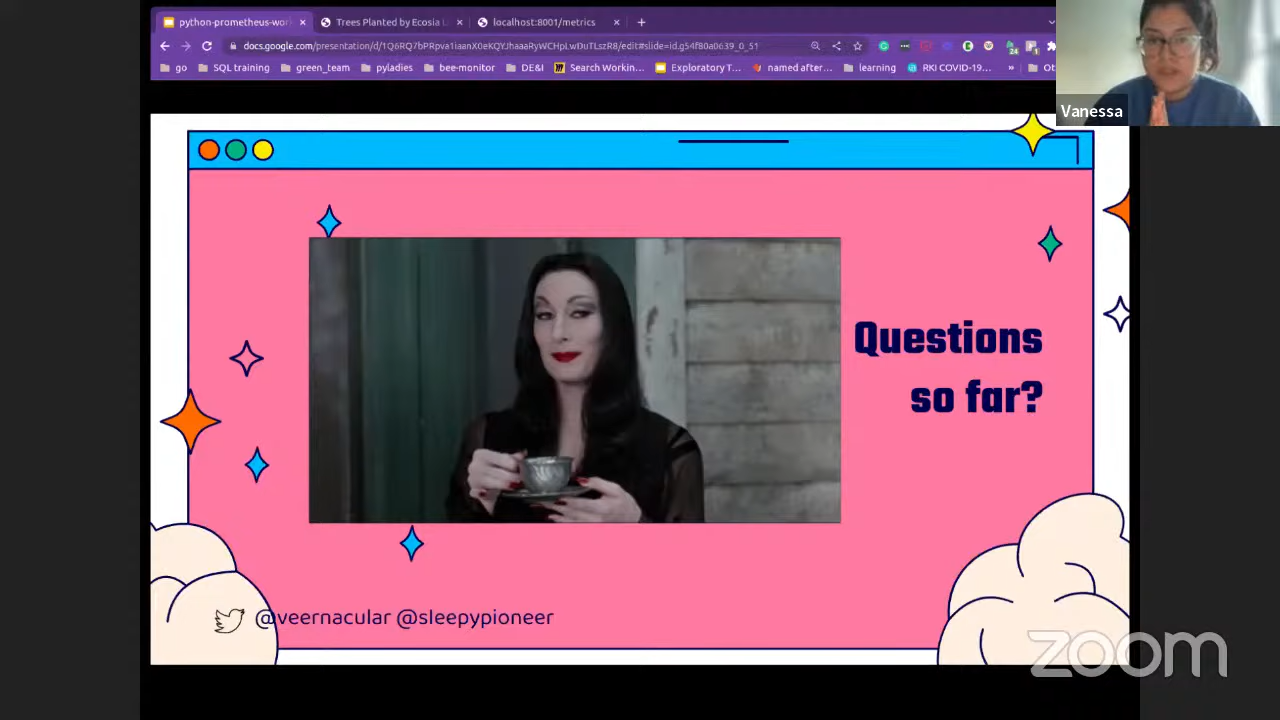 python-prometheus-wor
Trees Planted by Ecosia
localhost:8001/metrics
Vanessa
go
SQL training
green_team
pyladies
bee-monitor
DE&I
Search Workin...
Exploratory T...
named after...
learning
RKI COVID-19...
»
Questions
so far?
@veernacular @sleepypioneer
zoom